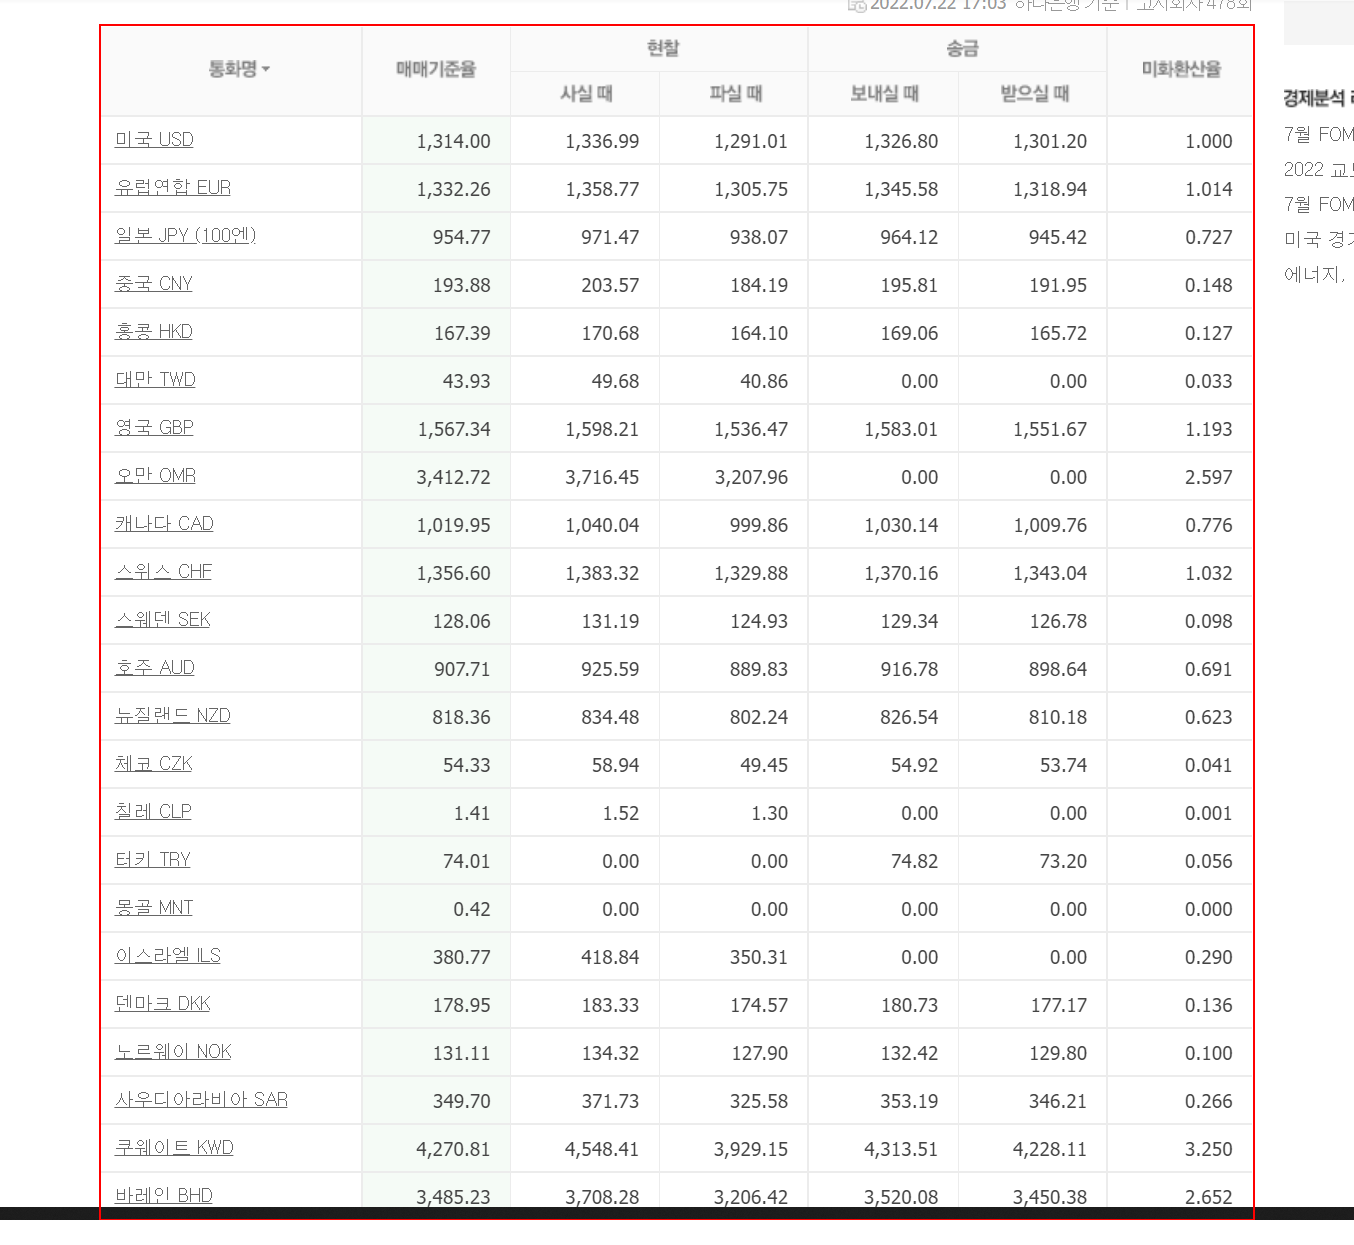 2022.07.22 17:03 하나은행 기준 고시회차 478회
통화명 매매기준율 현찰 송금 미화환산율
사실 때 파실 때 보내실 때 받으실 때
미국 USD 1,314.00 1,336.99 1,291.01 1,326.80 1,301.20 1.000
유럽연합 EUR 1,332.26 1,358.77 1,305.75 1,345.58 1,318.94 1.014
일본 JPY (100엔) 954.77 971.47 938.07 964.12 945.42 0.727
중국 CNY 193.88 203.57 184.19 195.81 191.95 0.148
홍콩 HKD 167.39 170.68 164.10 169.06 165.72 0.127
대만 TWD 43.93 49.68 40.86 0.00 0.00 0.033
영국 GBP 1,567.34 1,598.21 1,536.47 1,583.01 1,551.67 1.193
오만 OMR 3,412.72 3,716.45 3,207.96 0.00 0.00 2.597
캐나다 CAD 1,019.95 1,040.04 999.86 1,030.14 1,009.76 0.776
스위스 CHF 1,356.60 1,383.32 1,329.88 1,370.16 1,343.04 1.032
스웨덴 SEK 128.06 131.19 124.93 129.34 126.78 0.098
호주 AUD 907.71 925.59 889.83 916.78 898.64 0.691
뉴질랜드 NZD 818.36 834.48 802.24 826.54 810.18 0.623
체코 CZK 54.33 58.94 49.45 54.92 53.74 0.041
칠레 CLP 1.41 1.52 1.30 0.00 0.00 0.001
터키 TRY 74.01 0.00 0.00 74.82 73.20 0.056
몽골 MNT 0.42 0.00 0.00 0.00 0.00 0.000
이스라엘 ILS 380.77 418.84 350.31 0.00 0.00 0.290
덴마크 DKK 178.95 183.33 174.57 180.73 177.17 0.136
노르웨이 NOK 131.11 134.32 127.90 132.42 129.80 0.100
사우디아라비아 SAR 349.70 371.73 325.58 353.19 346.21 0.266
쿠웨이트 KWD 4,270.81 4,548.41 3,929.15 4,313.51 4,228.11 3.250
바레인 BHD 3,485.23 3,708.28 3,206.42 3,520.08 3,450.38 2.652
경제분석
7월 FOM
2022
7월 FOM
미국
에너지,